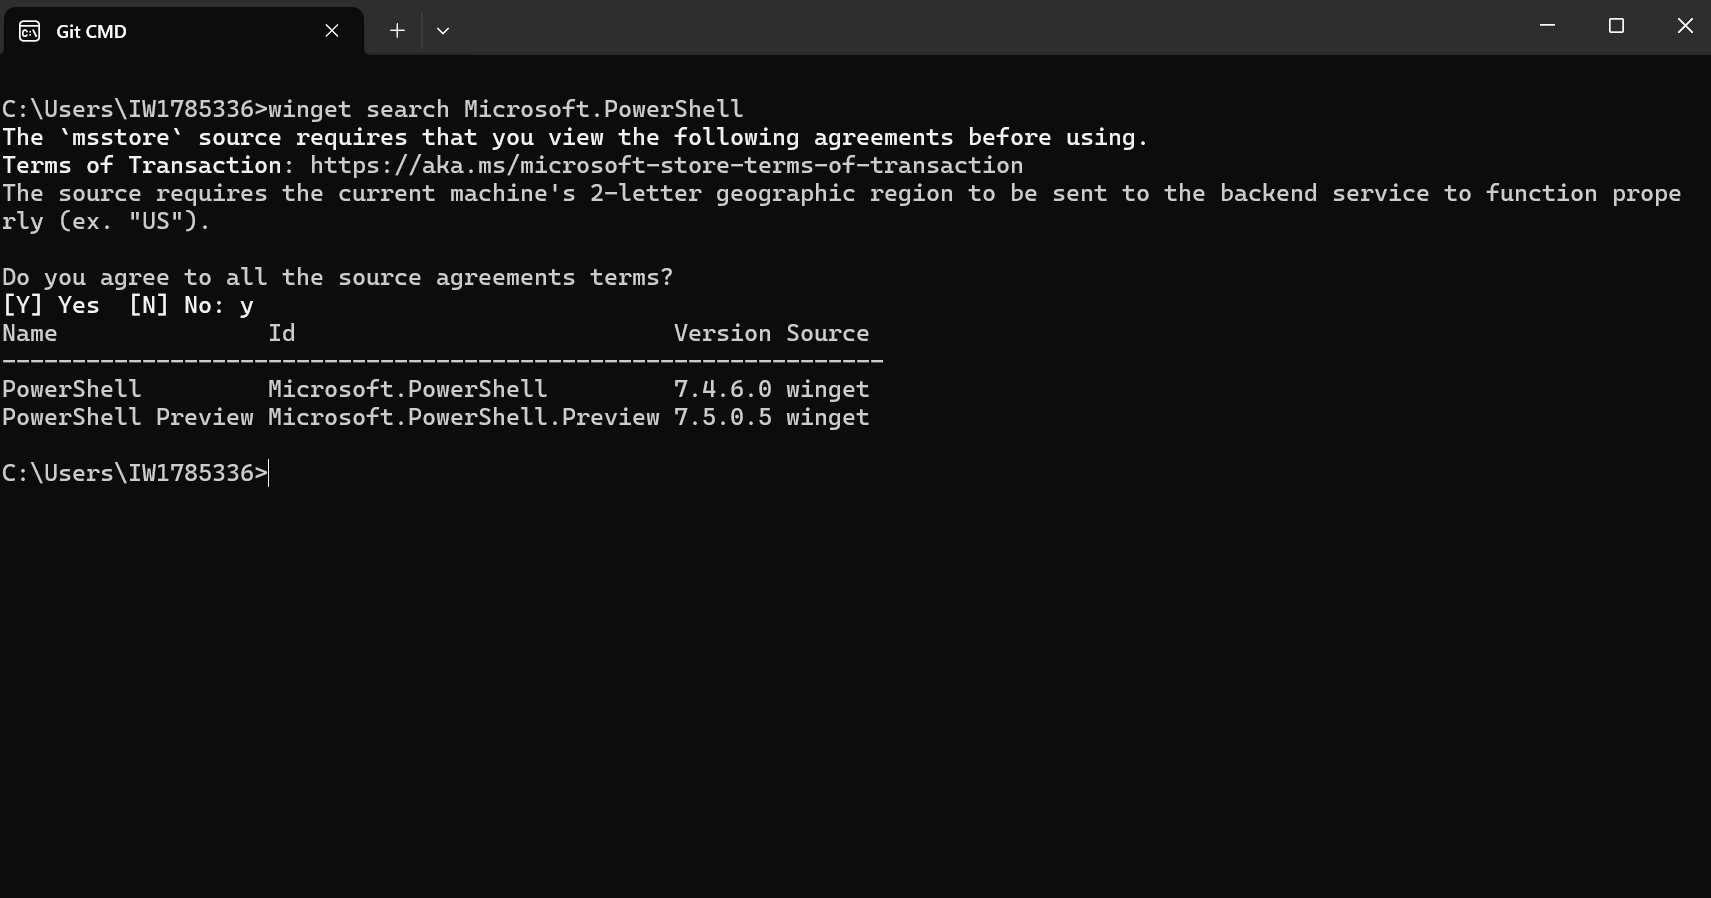 Git CMD
C:\Users\IW1785336>winget search Microsoft.PowerShell
The `msstore` source requires that you view the following agreements before using.
Terms of Transaction: https://aka.ms/microsoft-store-terms-of-transaction
The source requires the current machine's 2-letter geographic region to be sent to the backend service to function prope
rly (ex. "US").
Do you agree to all the source agreements terms?
[Y] Yes  [N] No: y
Name               Id                           Version Source
---------------------------------------------------------------
PowerShell         Microsoft.PowerShell         7.4.6.0 winget
PowerShell Preview Microsoft.PowerShell.Preview 7.5.0.5 winget
C:\Users\IW1785336>